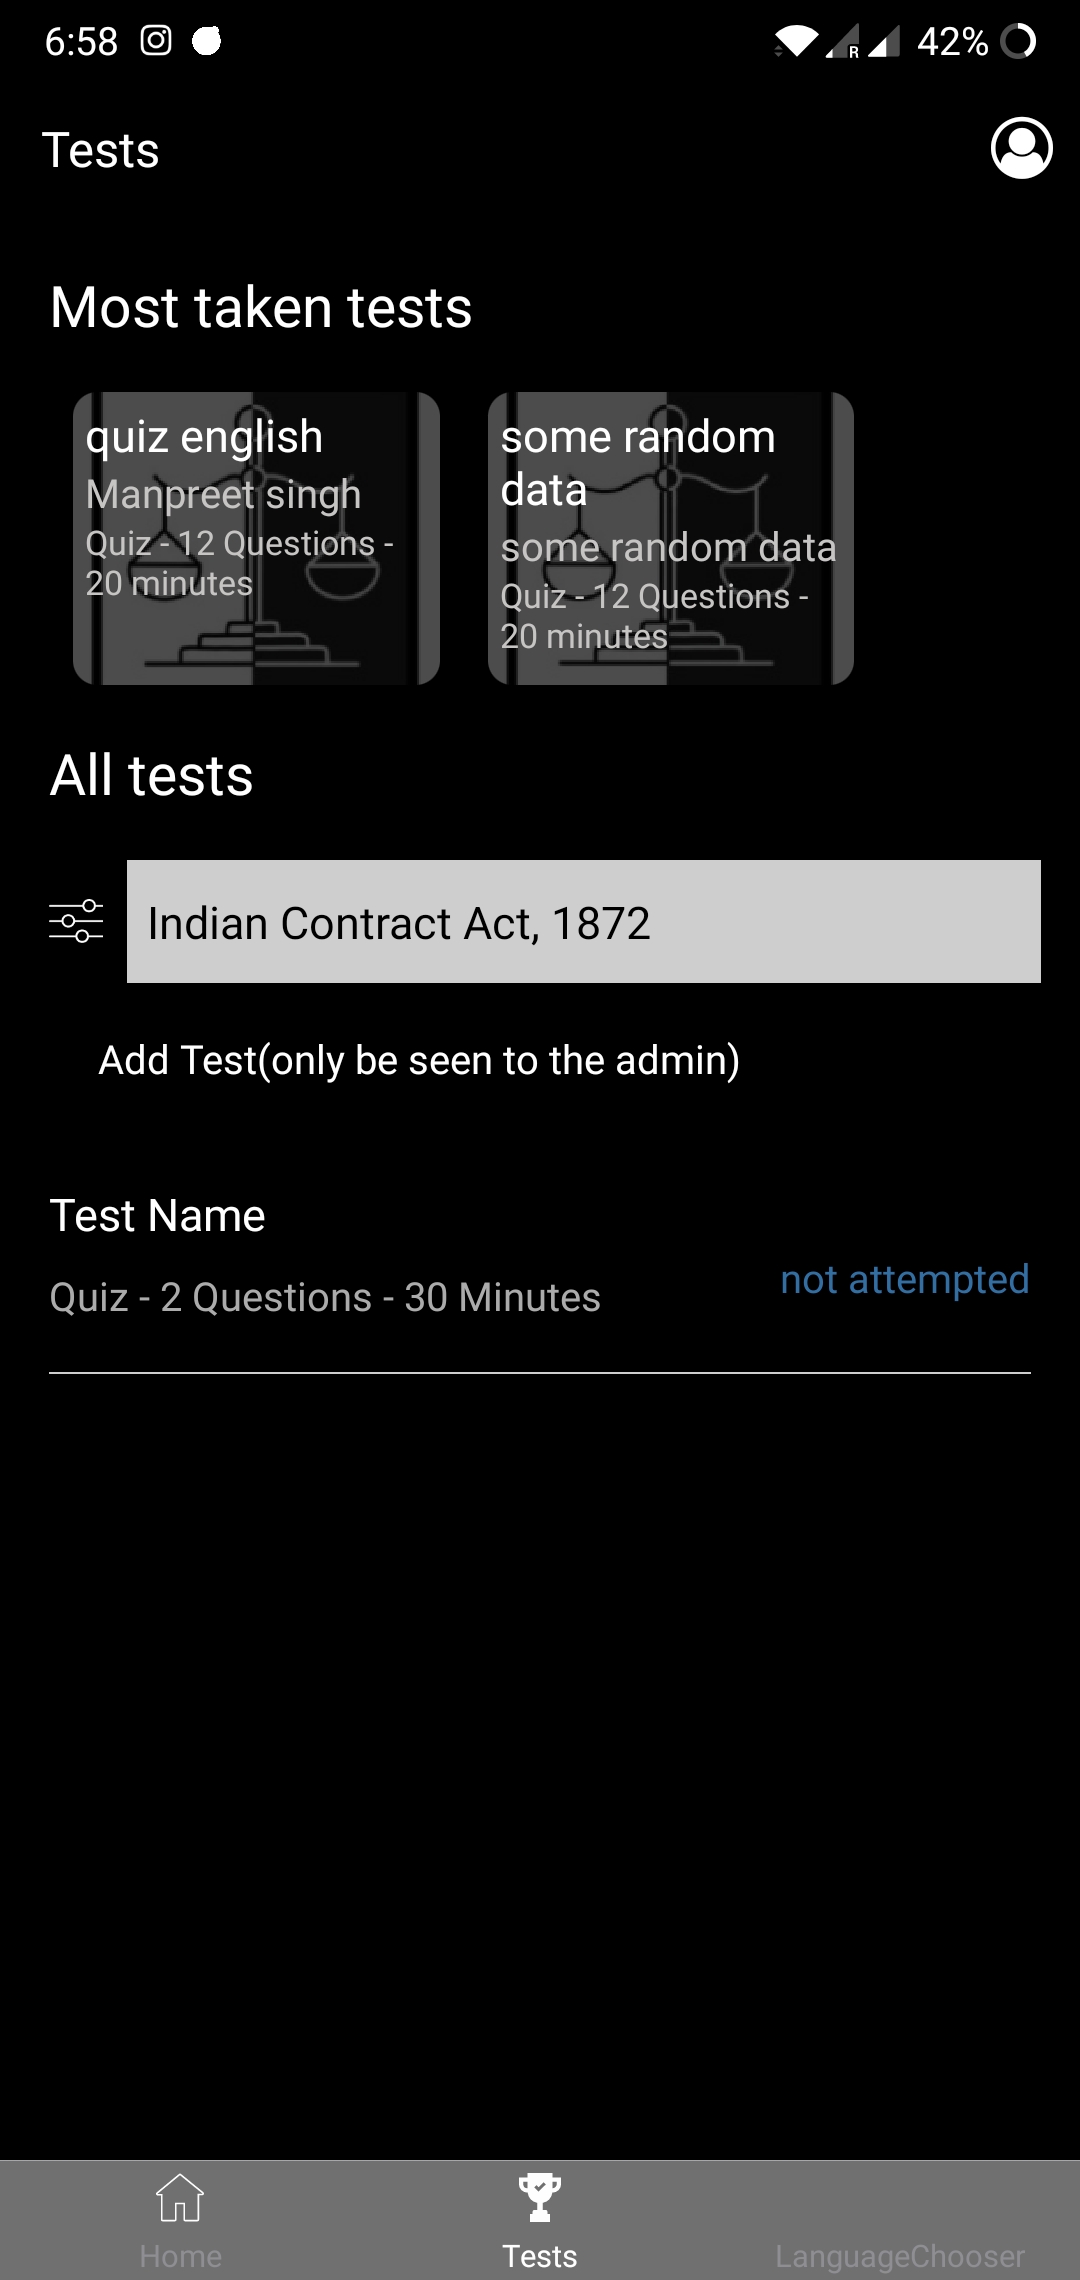 6:58
R
42%
Tests
Most taken tests
quiz english
Manpreet singh
Quiz - 12 Questions -
20 minutes
some random
data
some random data
Quiz - 12 Questions -
20 minutes
All tests
Indian Contract Act, 1872
Add Test(only be seen to the admin)
Test Name
Quiz - 2 Questions - 30 Minutes
not attempted
Home
Tests
LanguageChooser